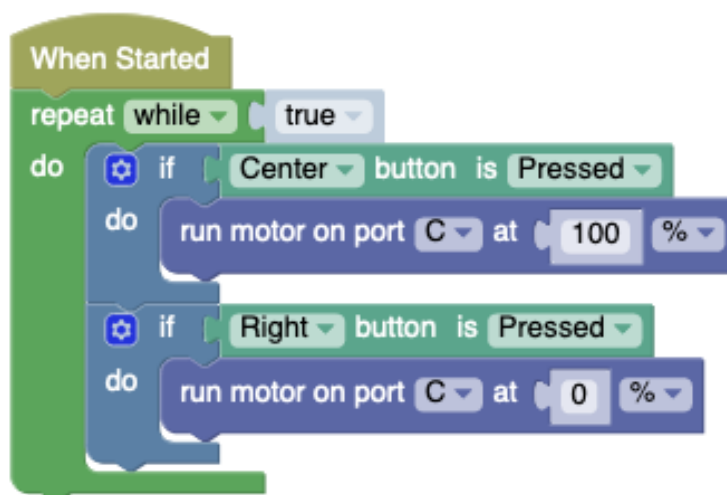 When Started
repeat while true
do if Center button is Pressed
do run motor on port C at 100 %
if Right button is Pressed
do run motor on port C at 0 %